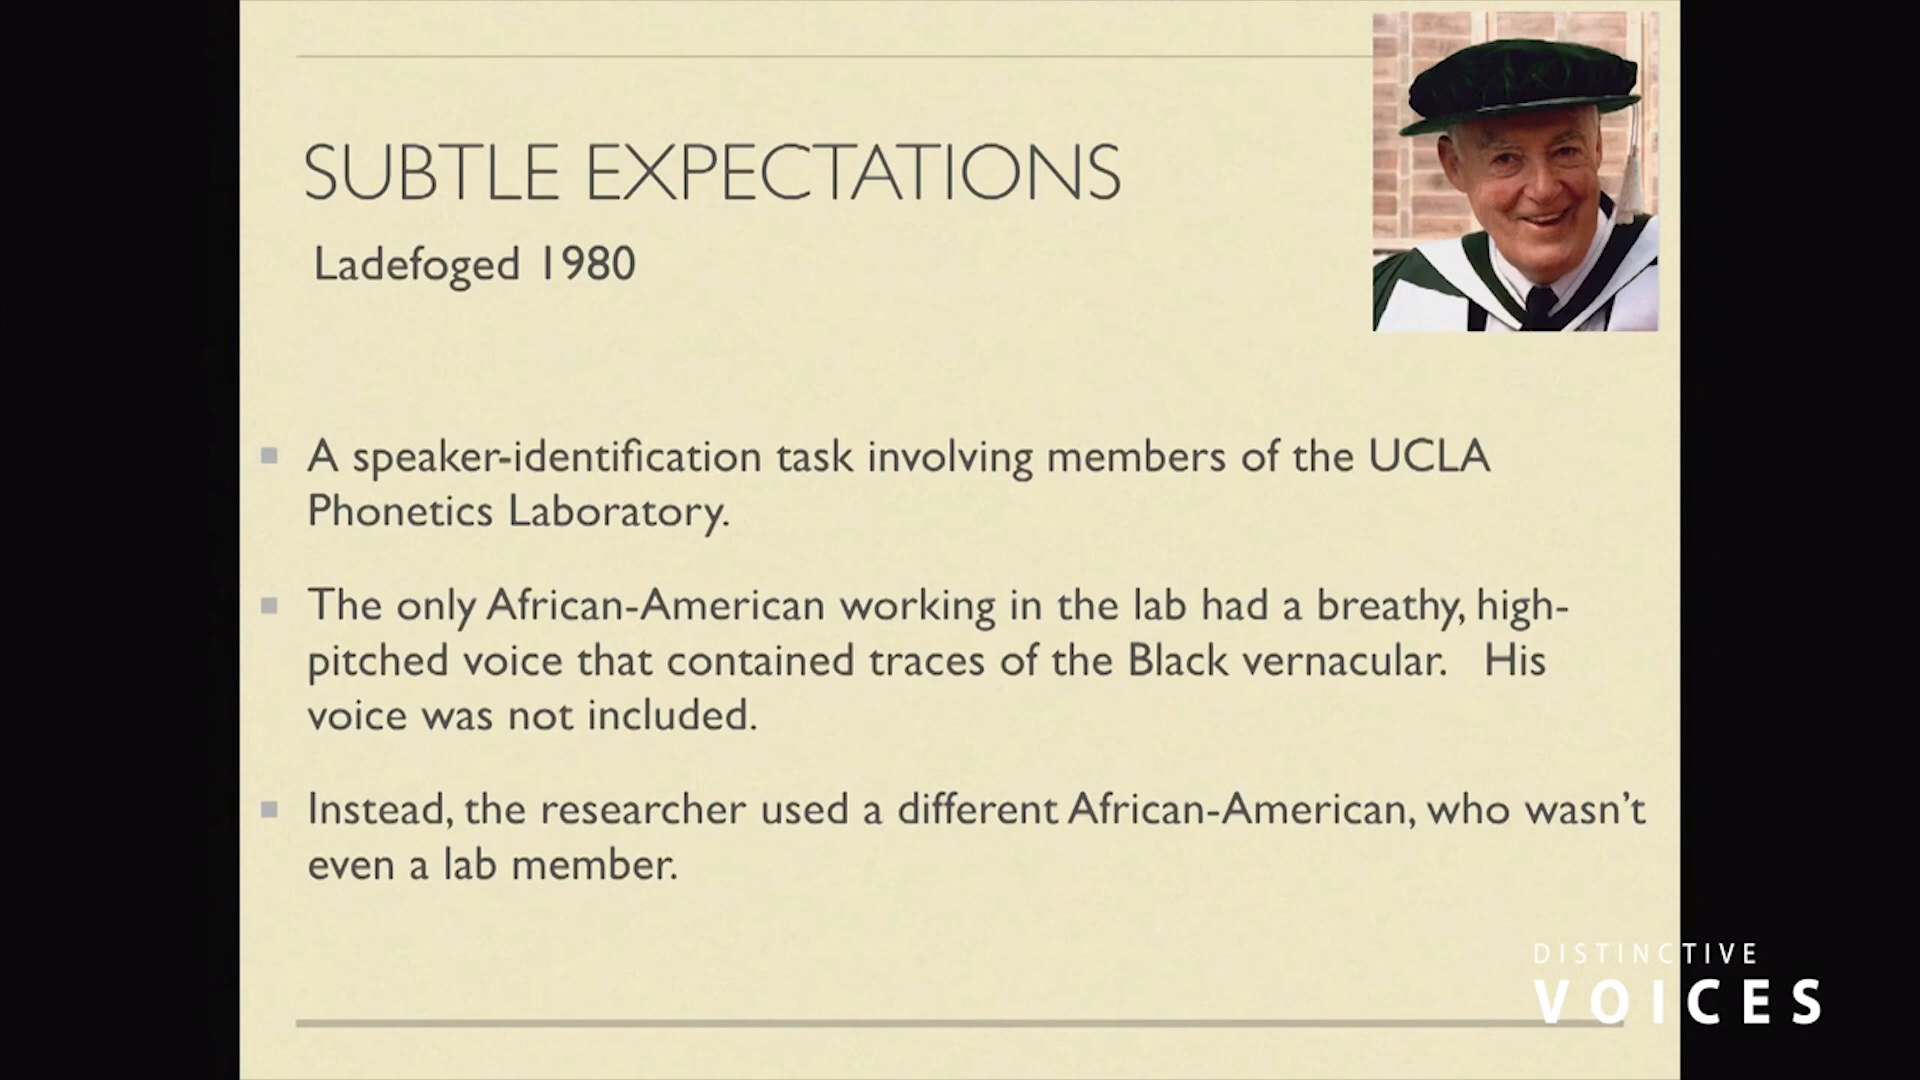 SUBTLE EXPECTATIONS
Ladefoged 1980
A speaker-identification task involving members of the UCLA
Phonetics Laboratory.
The only African-American working in the lab had a breathy, high-
pitched voice that contained traces of the Black vernacular. His
voice was not included.
Instead, the researcher used a different African-American, who wasn't
even a lab member.
DISTINCTIVE
VOICES